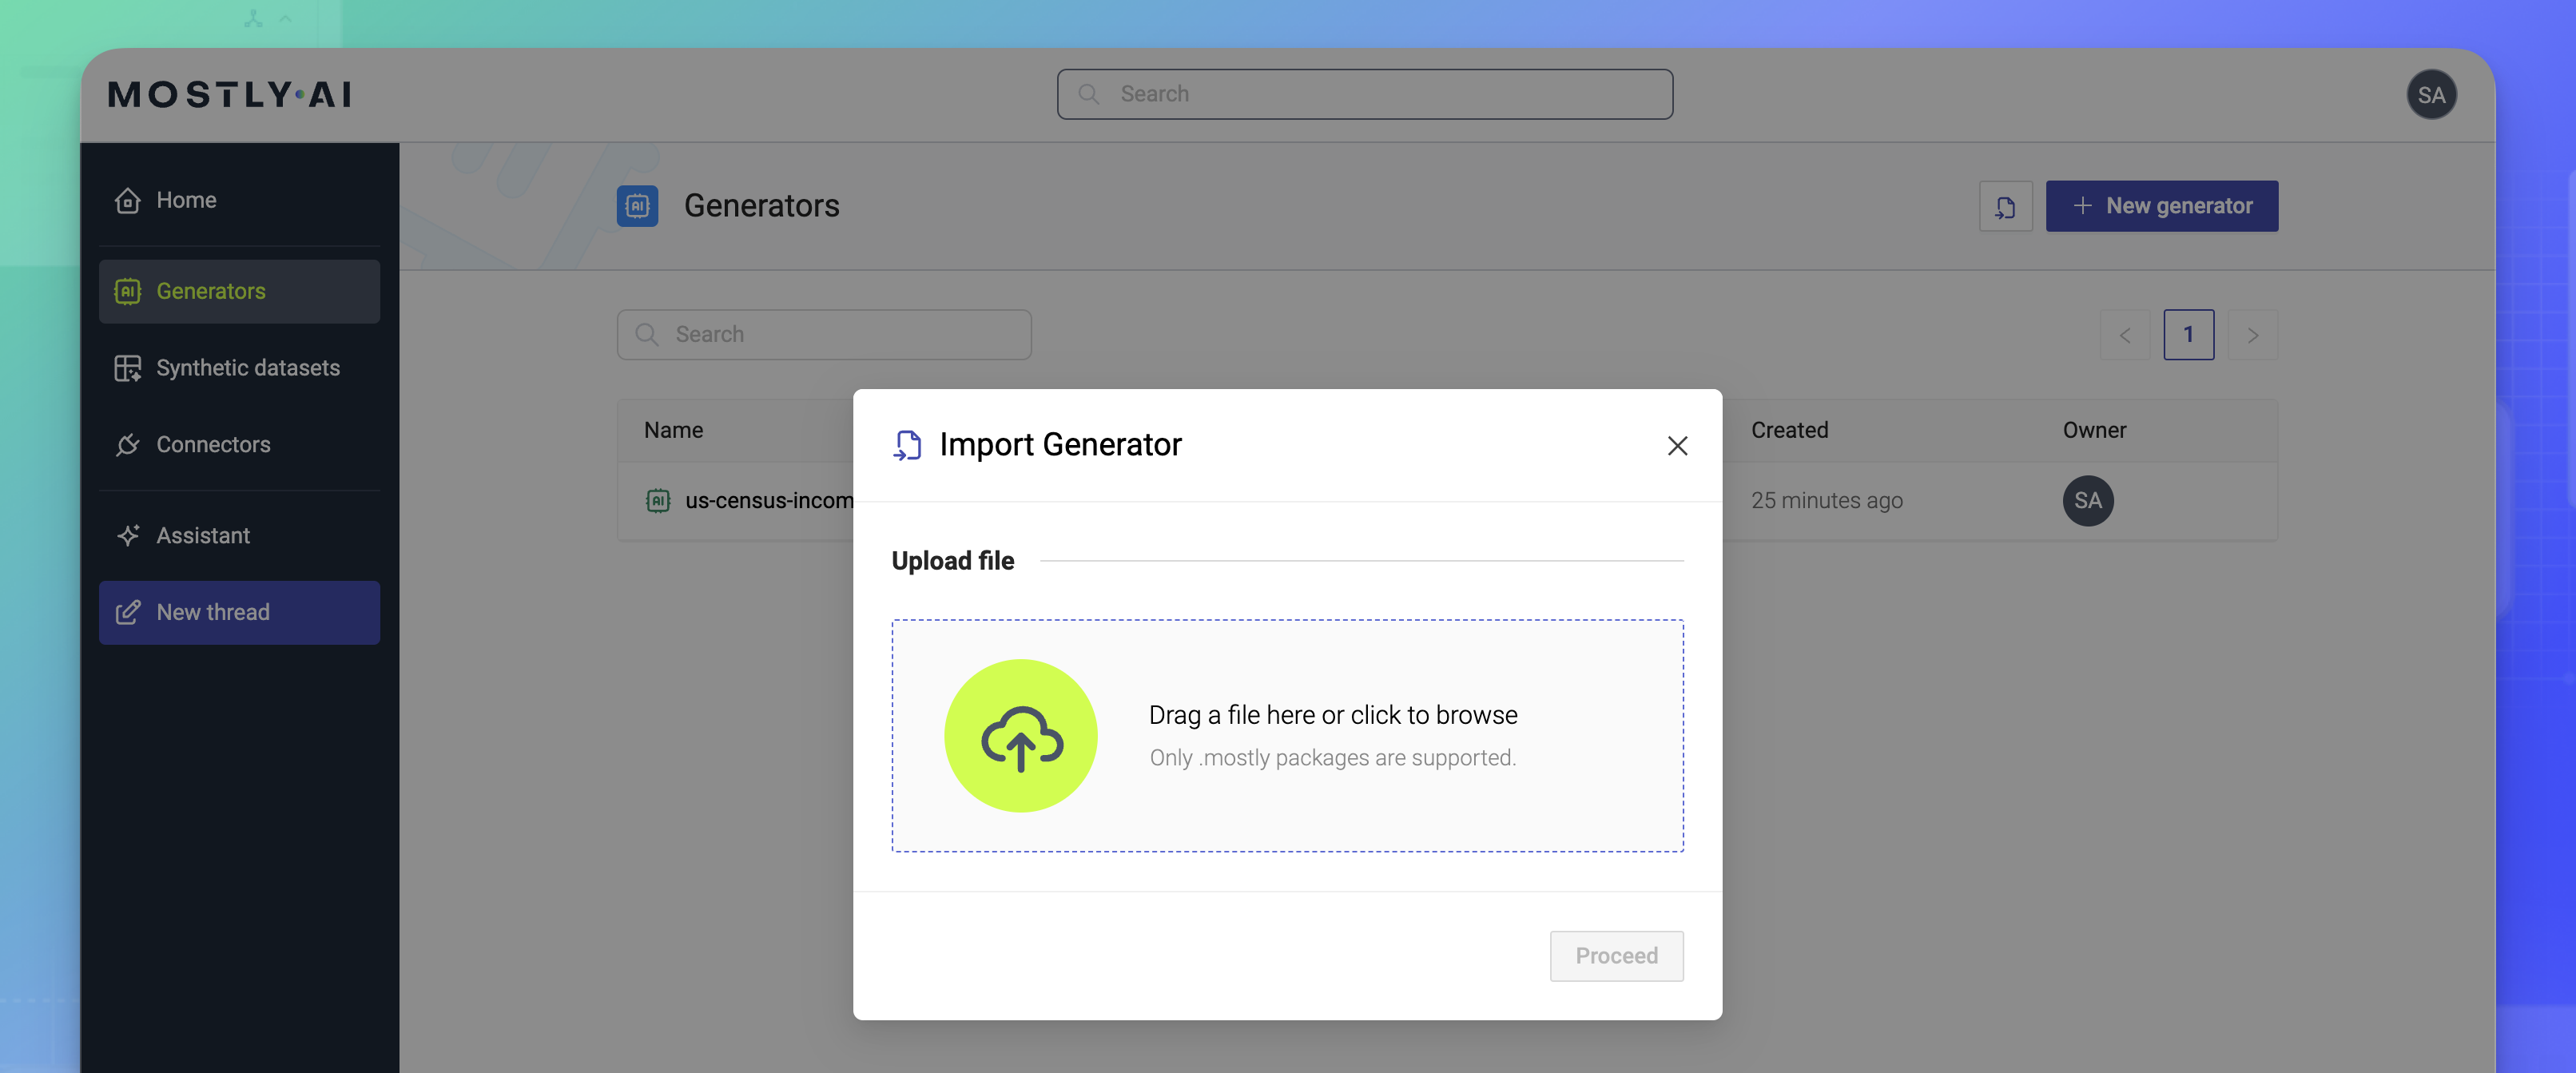 MOSTLY·AI
Search
SA
Home
Generators
Synthetic datasets
Connectors
Assistant
New thread
Generators
New generator
Search
1
Name
Created
Owner
us-census-incom
25 minutes ago
SA
Import Generator
Upload file
Drag a file here or click to browse
Only .mostly packages are supported.
Proceed